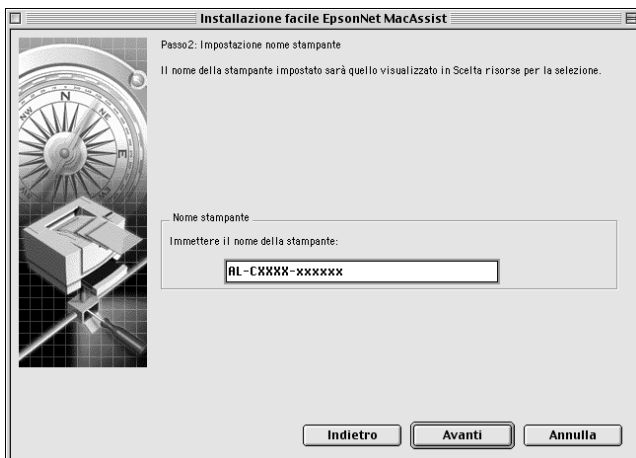 Installazione facile EpsonNet MacAssist
Passo2: Impostazione nome stampante
Il nome della stampante impostato sarà quello visualizzato in Scelta risorse per la selezione.
N
NE
E
Nome stampante
Immettere il nome della stampante:
AL-CXXXX-xxxxxx
Indietro
Avanti
Annulla